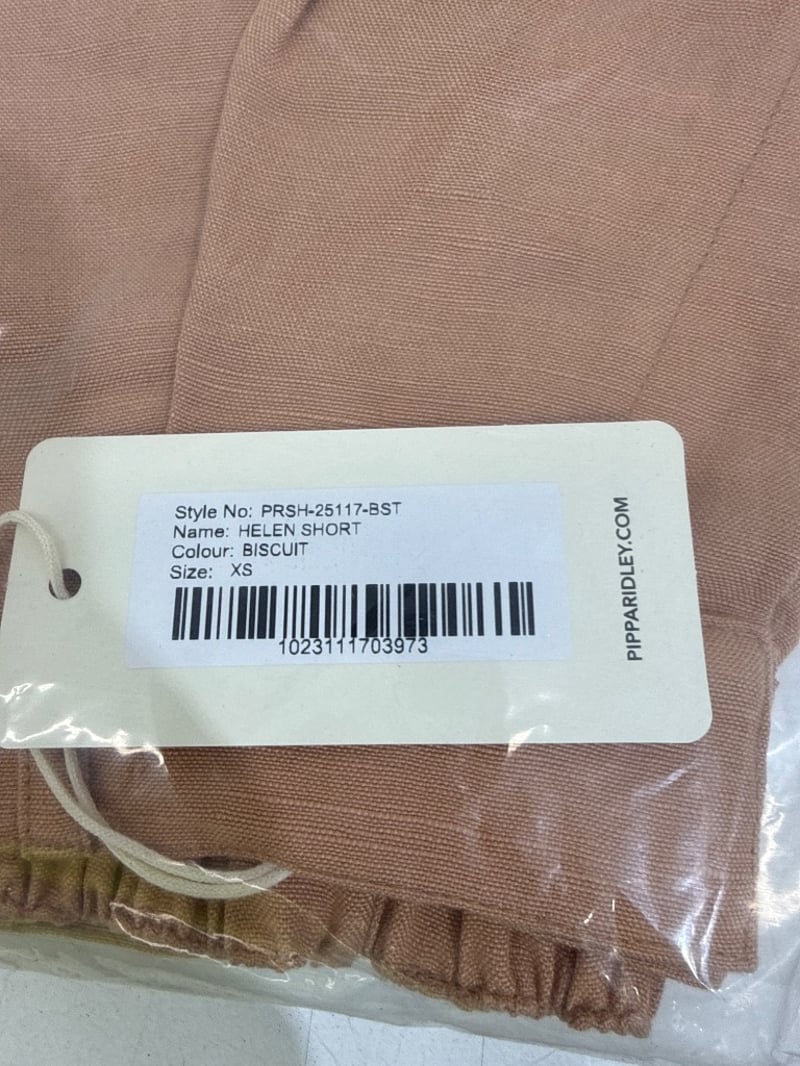 Style No: PRSH-25117-BST
Name: HELEN SHORT
Colour: BISCUIT
Size: XS
1023111703973
PIPPARIDLEY.COM